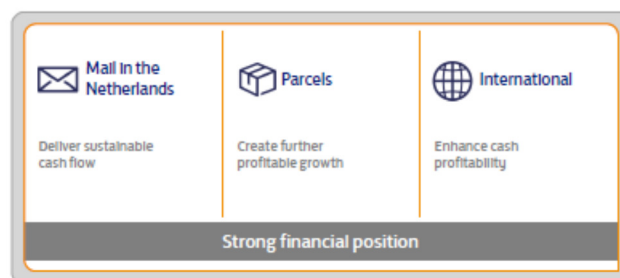 Mail in the
Netherlands
Deliver sustainable
cash flow
Parcels
Create further
profitable growth
International
Enhance cash
profitability
Strong financial position